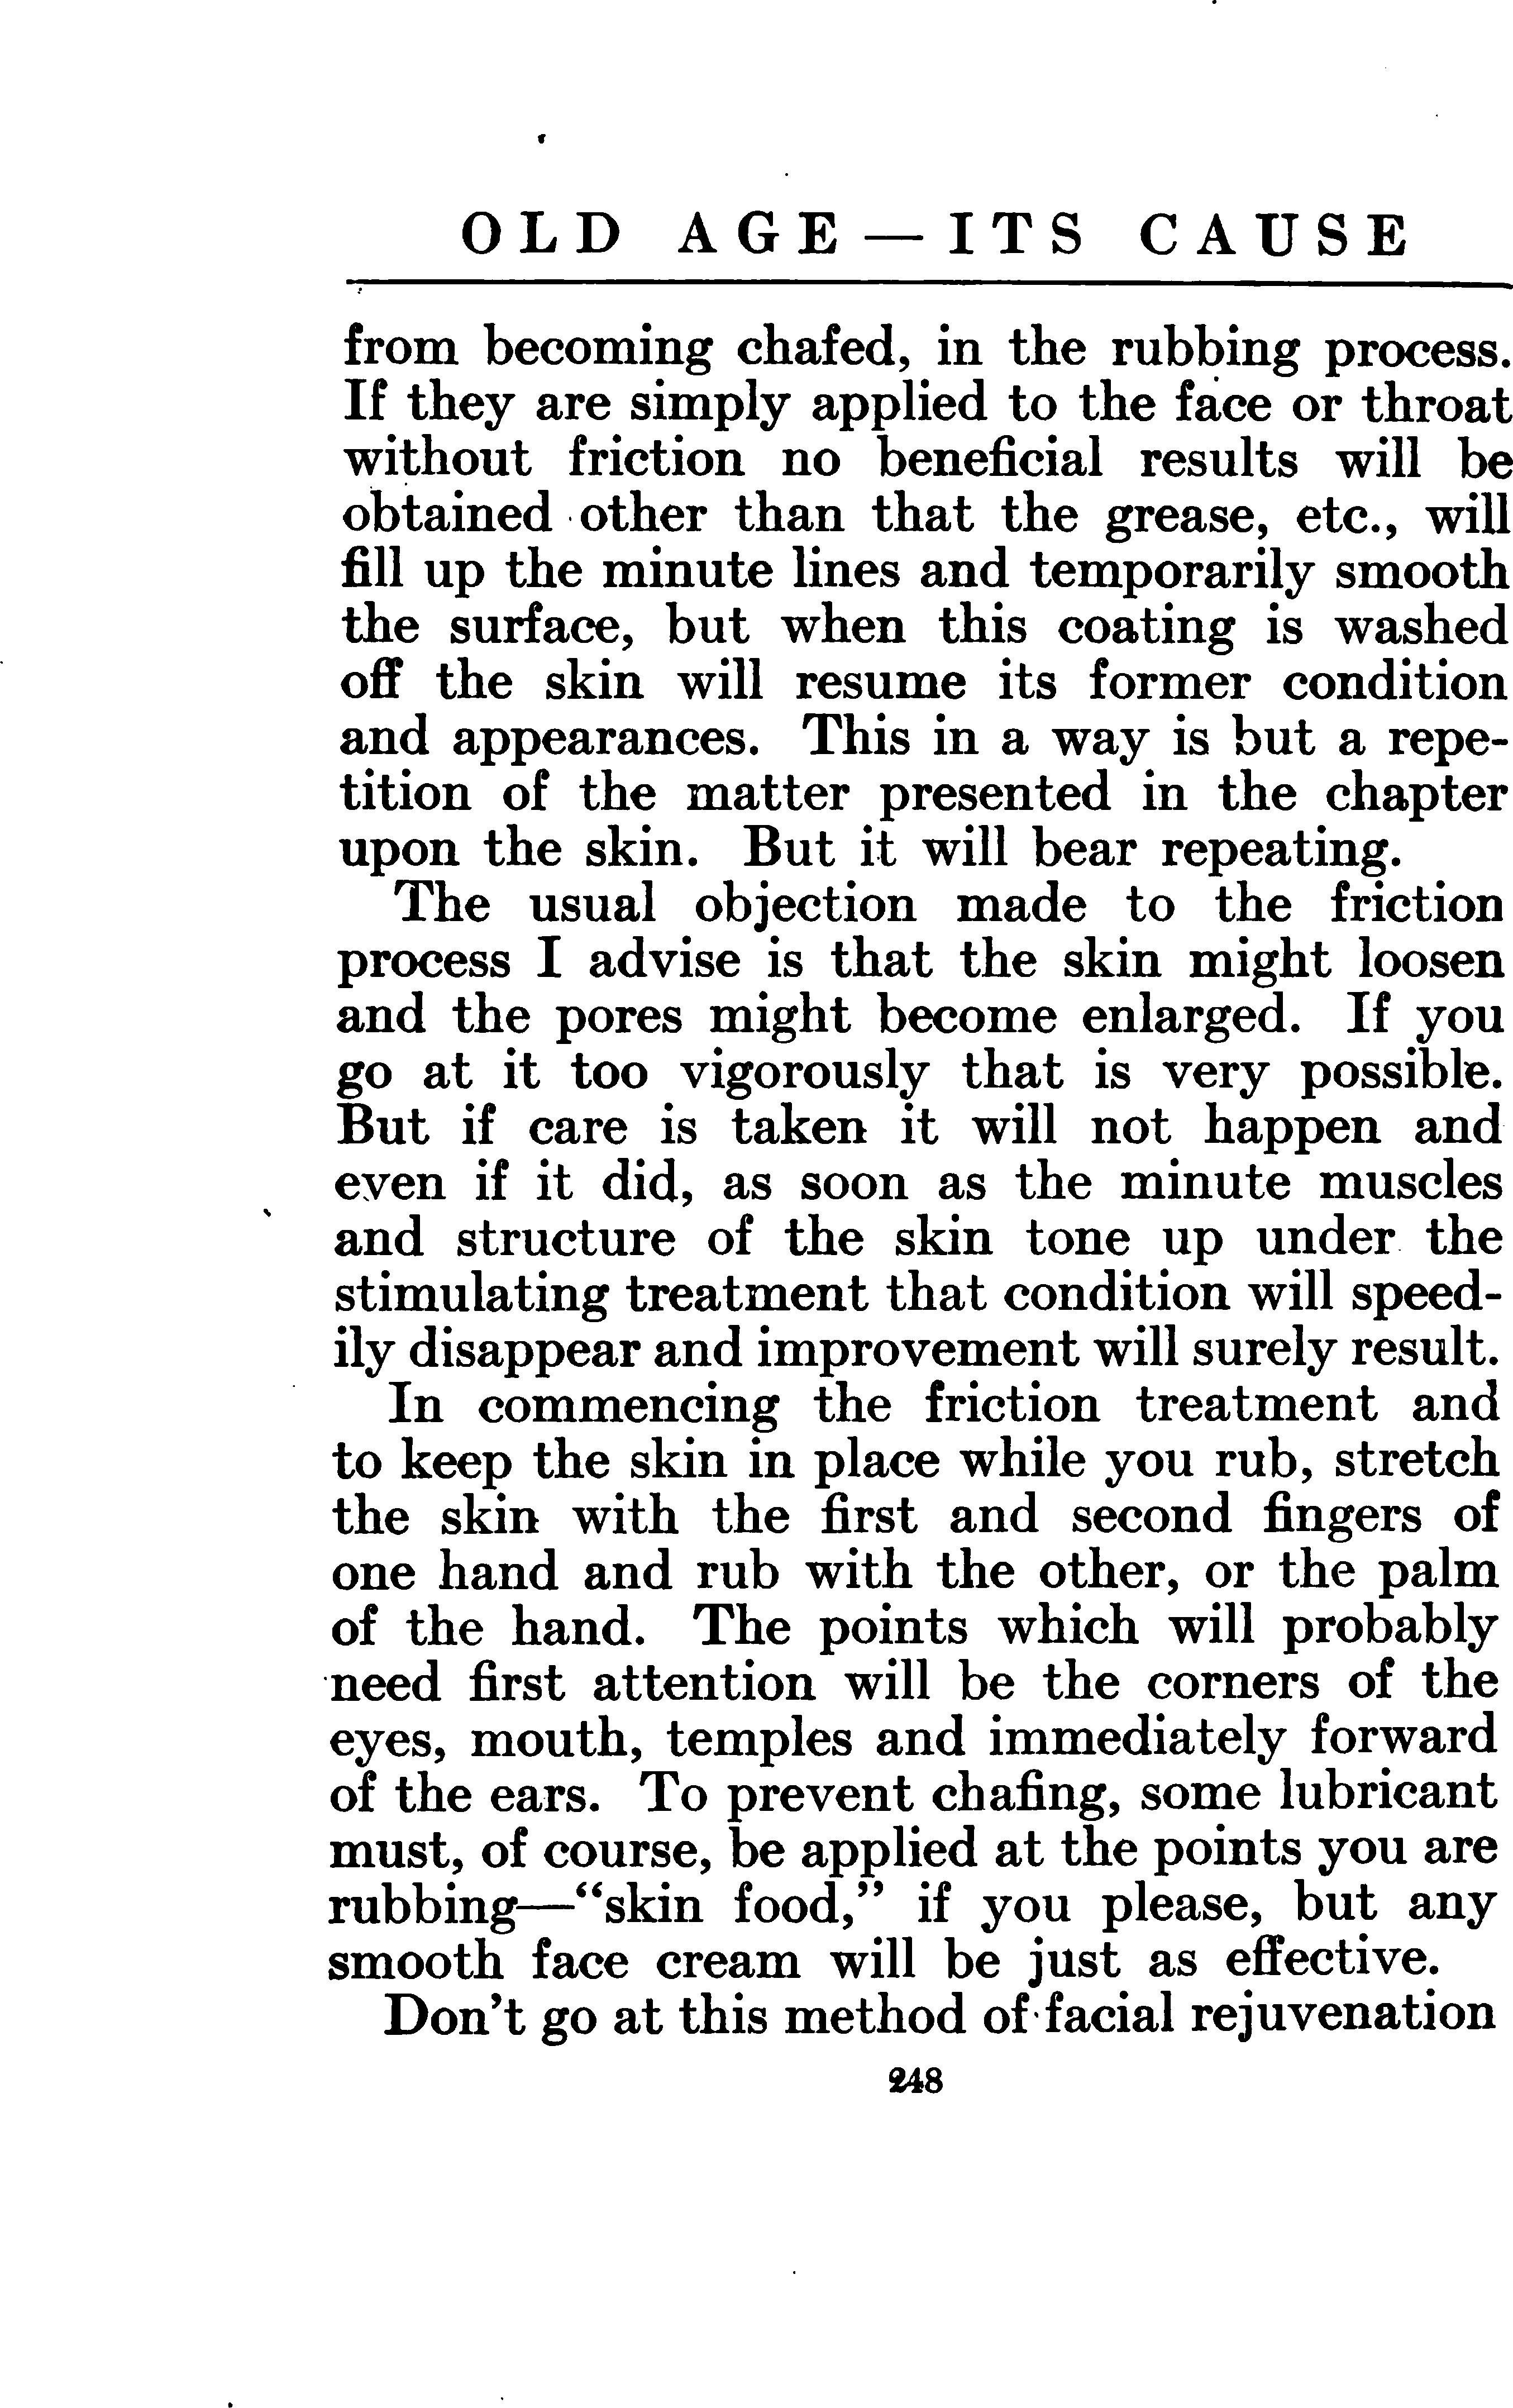 OLD AGE—ITS CAUSE
from becoming chafed, in the rubbing process.
If they are simply applied to the face or throat
without friction no beneficial results will be
obtained other than that the grease, etc., will
fill up the minute lines and temporarily smooth
the surface, but when this coating is washed
off the skin will resume its former condition
and appearances. This in a way is but a repe-
tition of the matter presented in the chapter
upon the skin. But it will bear repeating.
The usual objection made to the friction
process I advise is that the skin might loosen
and the pores might become enlarged. If you
go at it too vigorously that is very possible.
But if care is taken it will not happen and
even if it did, as soon as the minute muscles
and structure of the skin tone up under the
stimulating treatment that condition will speed-
ily disappear and improvement will surely result.
In commencing the friction treatment and
to keep the skin in place while you rub, stretch
the skin with the first and second fingers of
one hand and rub with the other, or the palm
of the hand. The points which will probably
need first attention will be the corners of the
eyes, mouth, temples and immediately forward
of the ears. To prevent chafing, some lubricant
must, of course, be applied at the points you are
rubbing—“skin food,” if you please, but any
smooth face cream will be just as effective.
Don't go at this method of facial rejuvenation
248